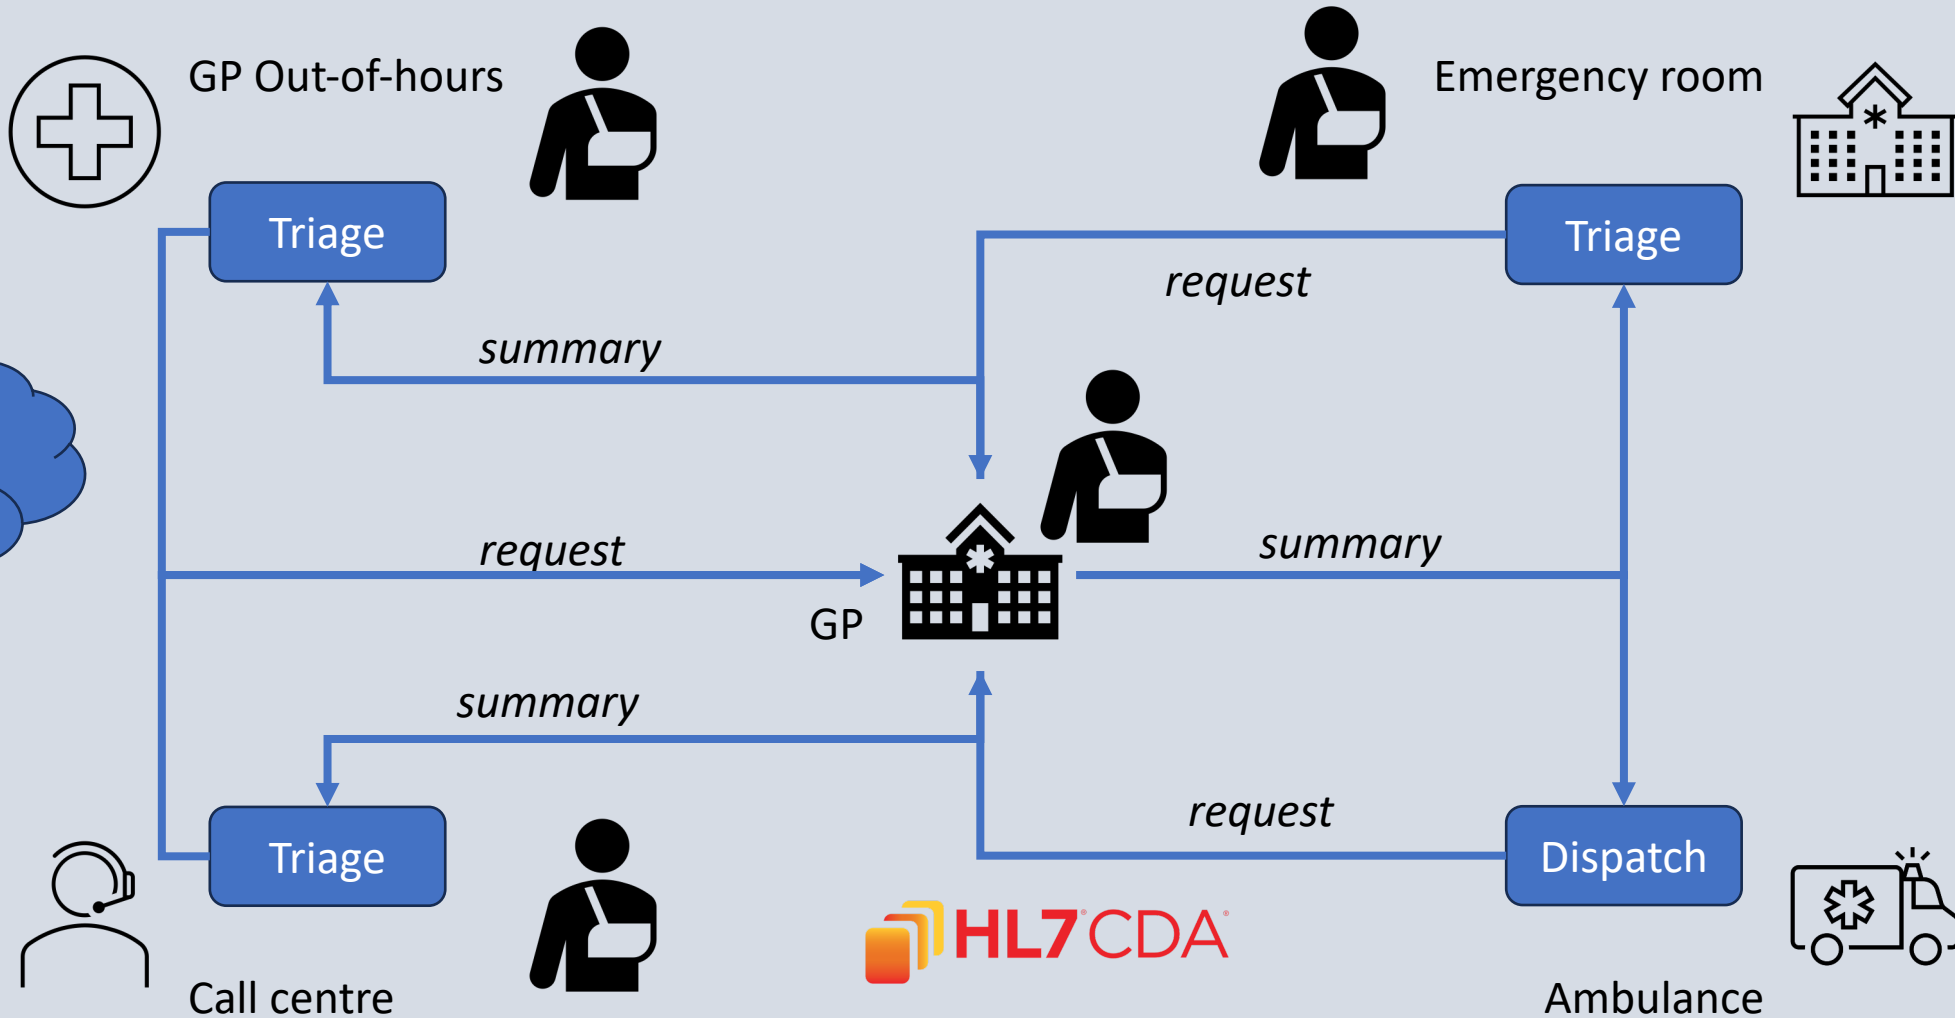 GP Out-of-hours
Emergency room
Triage
Triage
request
summary
request
summary
GP
summary
request
Triage
Dispatch
HL7® CDA®
Call centre
Ambulance